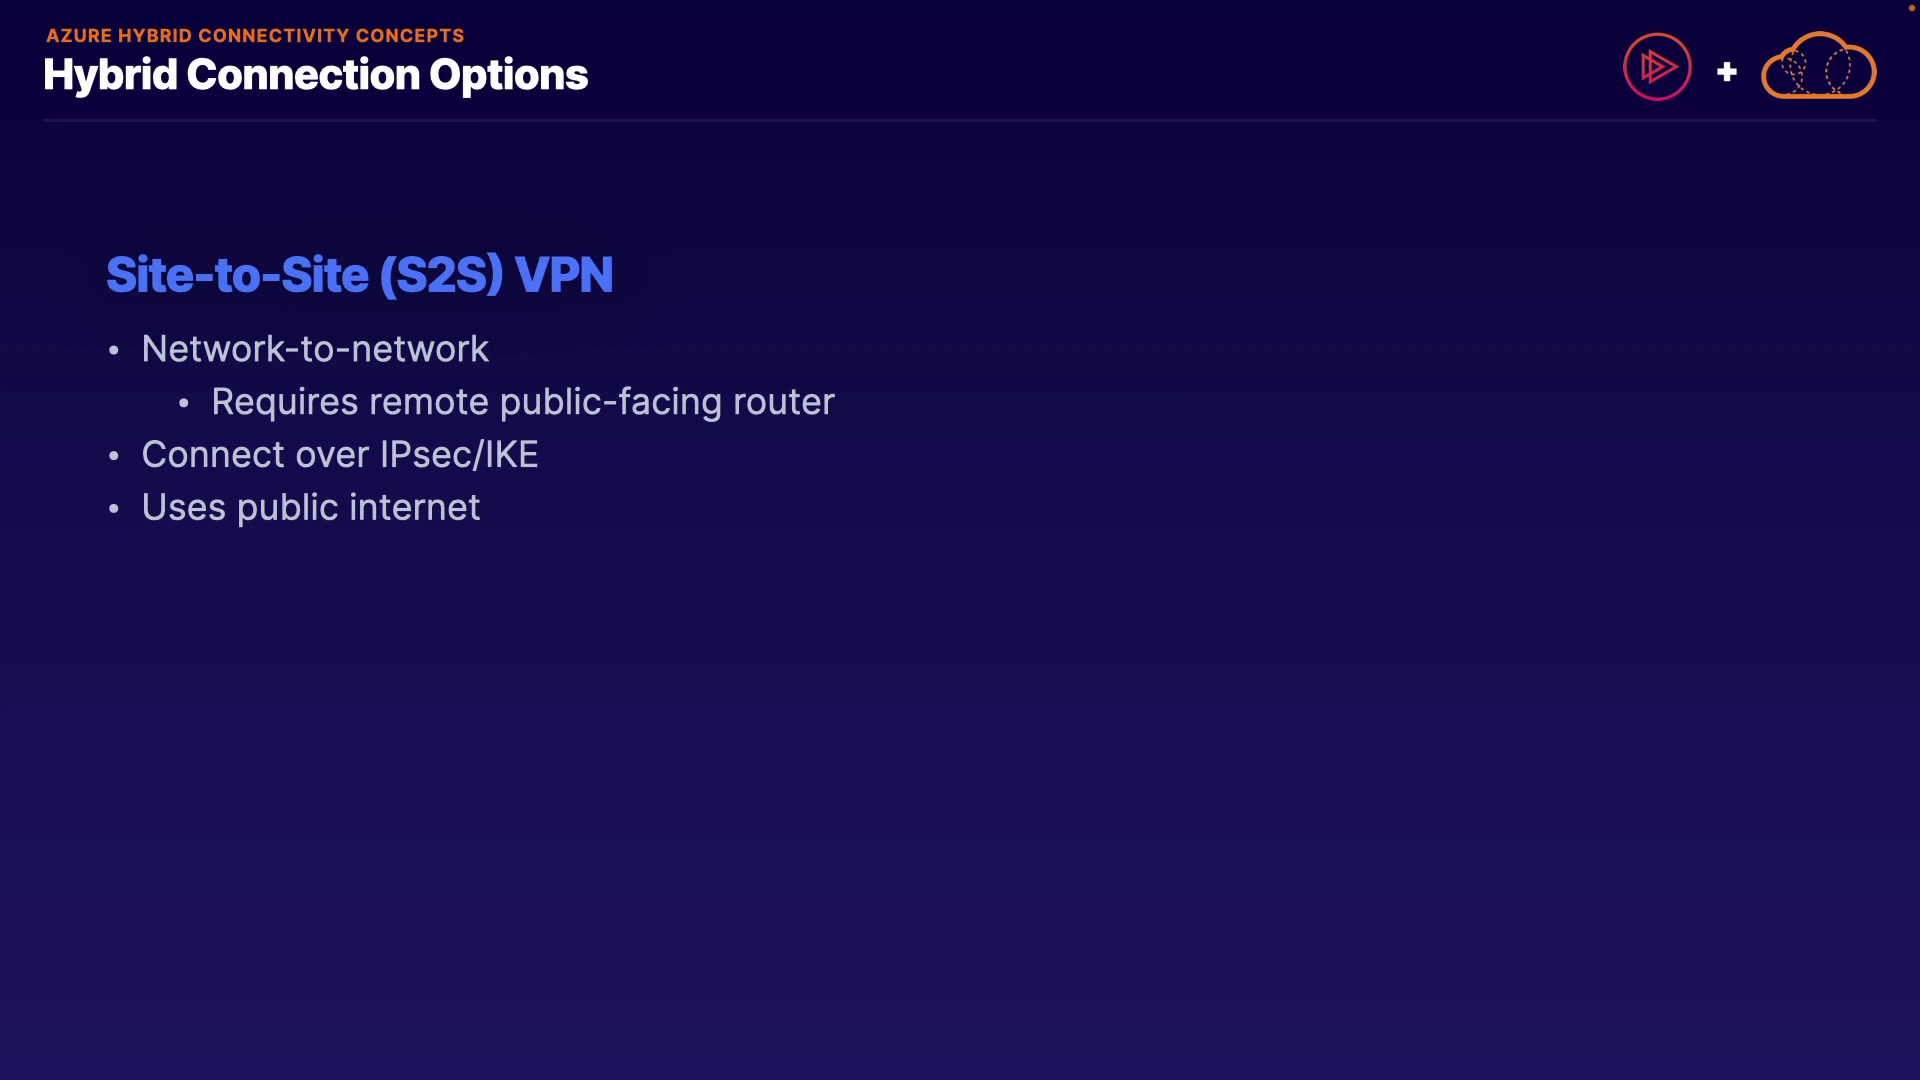 AZURE HYBRID CONNECTIVITY CONCEPTS
Hybrid Connection Options
+
Site-to-Site (S2S) VPN
• Network-to-network
• Requires remote public-facing router
• Connect over IPsec/IKE
• Uses public internet